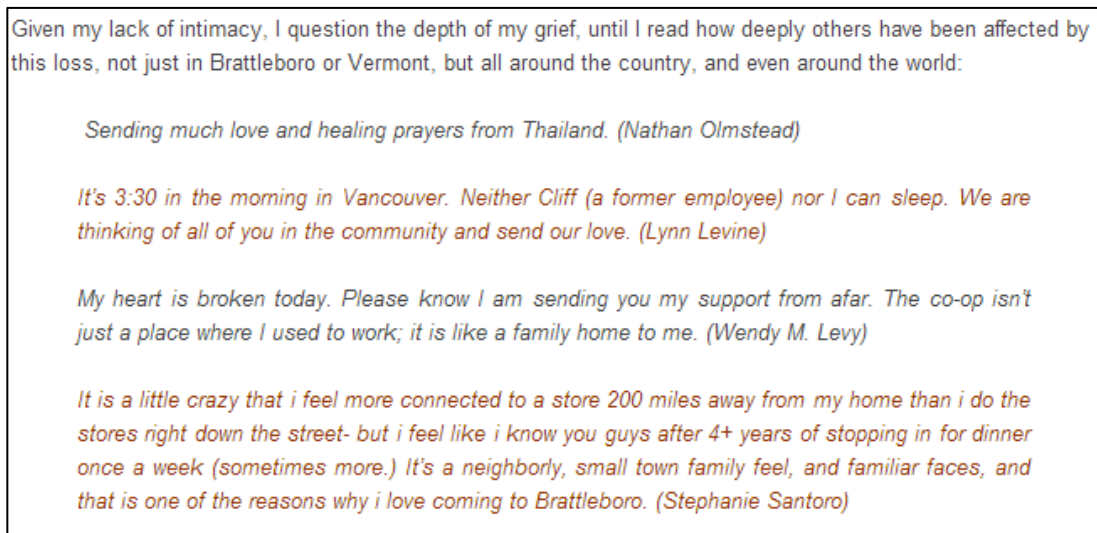 Given my lack of intimacy, I question the depth of my grief, until I read how deeply others have been affected by
this loss, not just in Brattleboro or Vermont, but all around the country, and even around the world:
Sending much love and healing prayers from Thailand. (Nathan Olmstead)
It's 3:30 in the morning in Vancouver. Neither Cliff (a former employee) nor I can sleep. We are
thinking of all of you in the community and send our love. (Lynn Levine)
My heart is broken today. Please know I am sending you my support from afar. The co-op isn't
just a place where I used to work; it is like a family home to me. (Wendy M. Levy)
It is a little crazy that i feel more connected to a store 200 miles away from my home than i do the
stores right down the street- but i feel like i know you guys after 4+ years of stopping in for dinner
once a week (sometimes more.) It's a neighborly, small town family feel, and familiar faces, and
that is one of the reasons why i love coming to Brattleboro. (Stephanie Santoro)